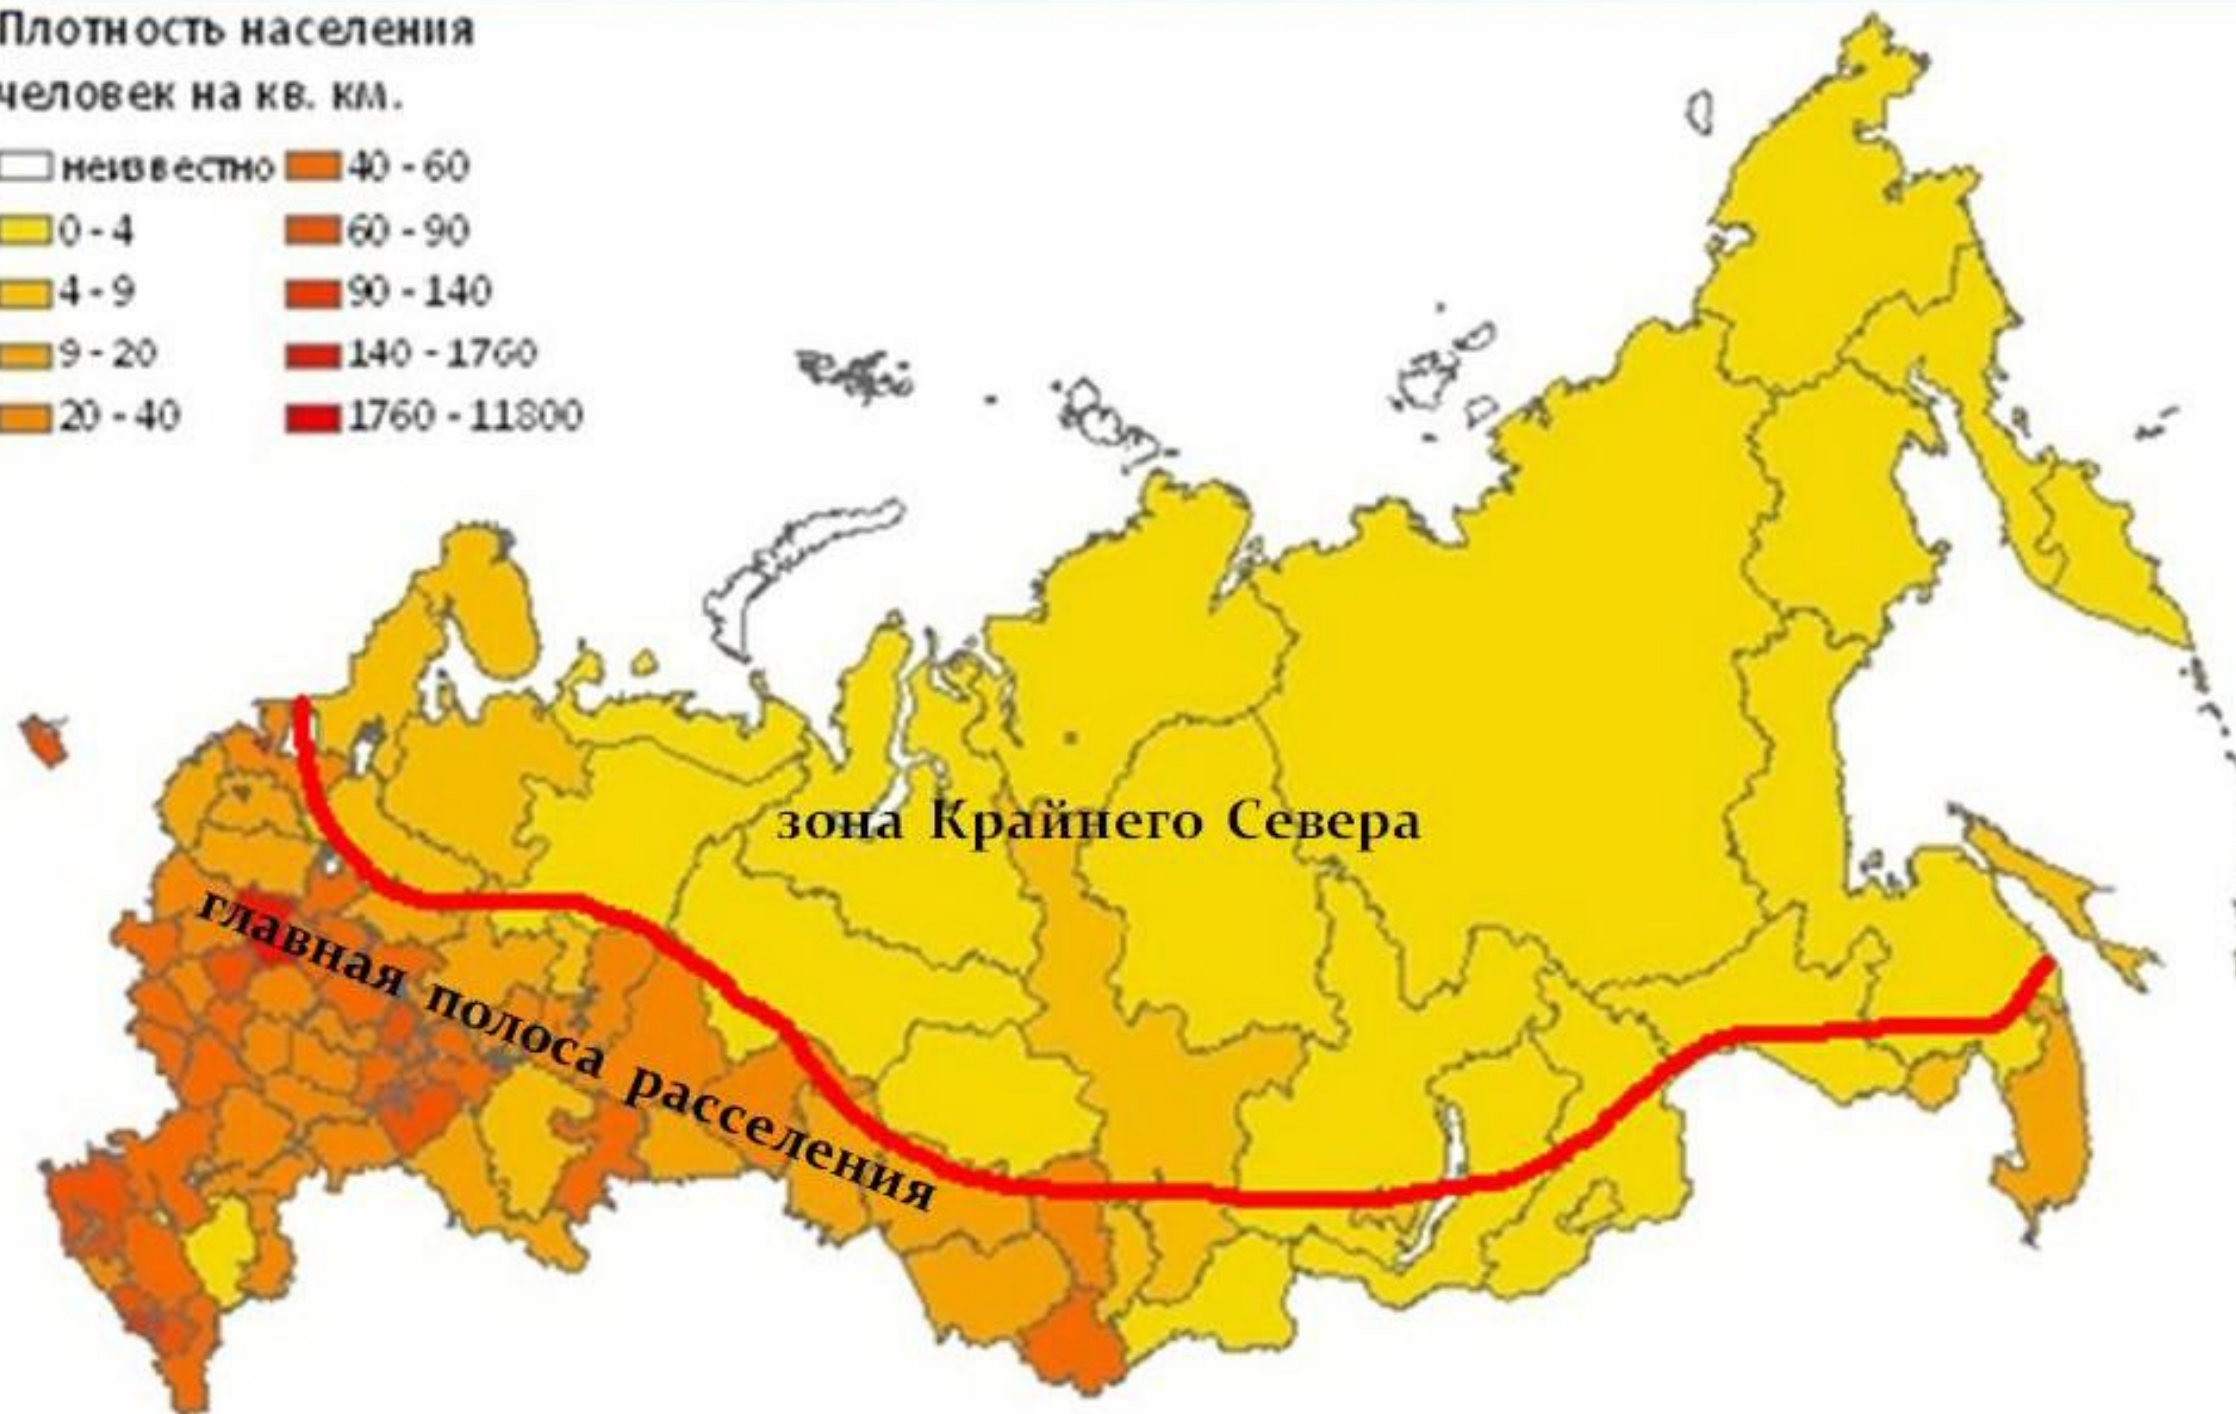 Плотность населения
человек на кв. км.
неизвестно 40 - 60
0 - 4 60 - 90
4 - 9 90 - 140
9 - 20 140 - 1760
20 - 40 1760 - 11800
зона Крайнего Севера
главная полоса расселения